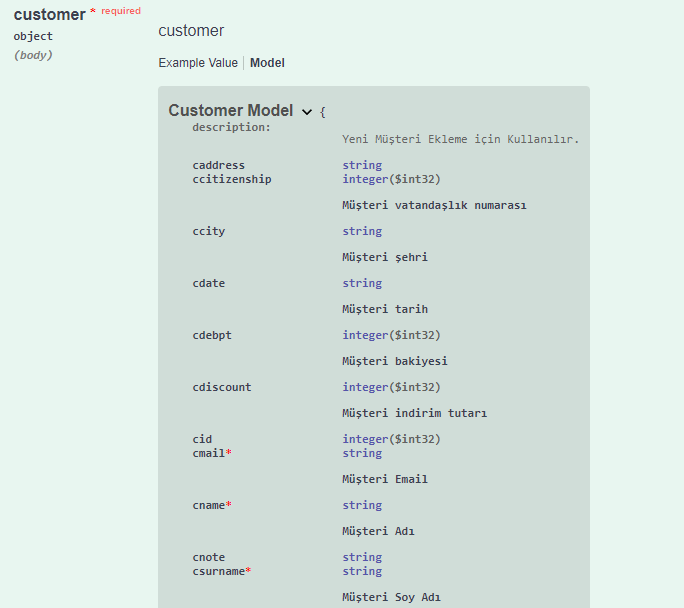 customer * required
object
(body)
customer
Example Value | Model
Customer Model {
description:
Yeni Müşteri Ekleme için Kullanılır.
caddress string
ccitizenship integer($int32)
Müşteri vatandaşlık numarası
ccity string
Müşteri şehri
cdate string
Müşteri tarih
cdebpt integer($int32)
Müşteri bakiyesi
cdiscount integer($int32)
Müşteri indirim tutarı
cid integer($int32)
cmail* string
Müşteri Email
cname* string
Müşteri Adı
cnote string
csurname* string
Müşteri Soy Adı